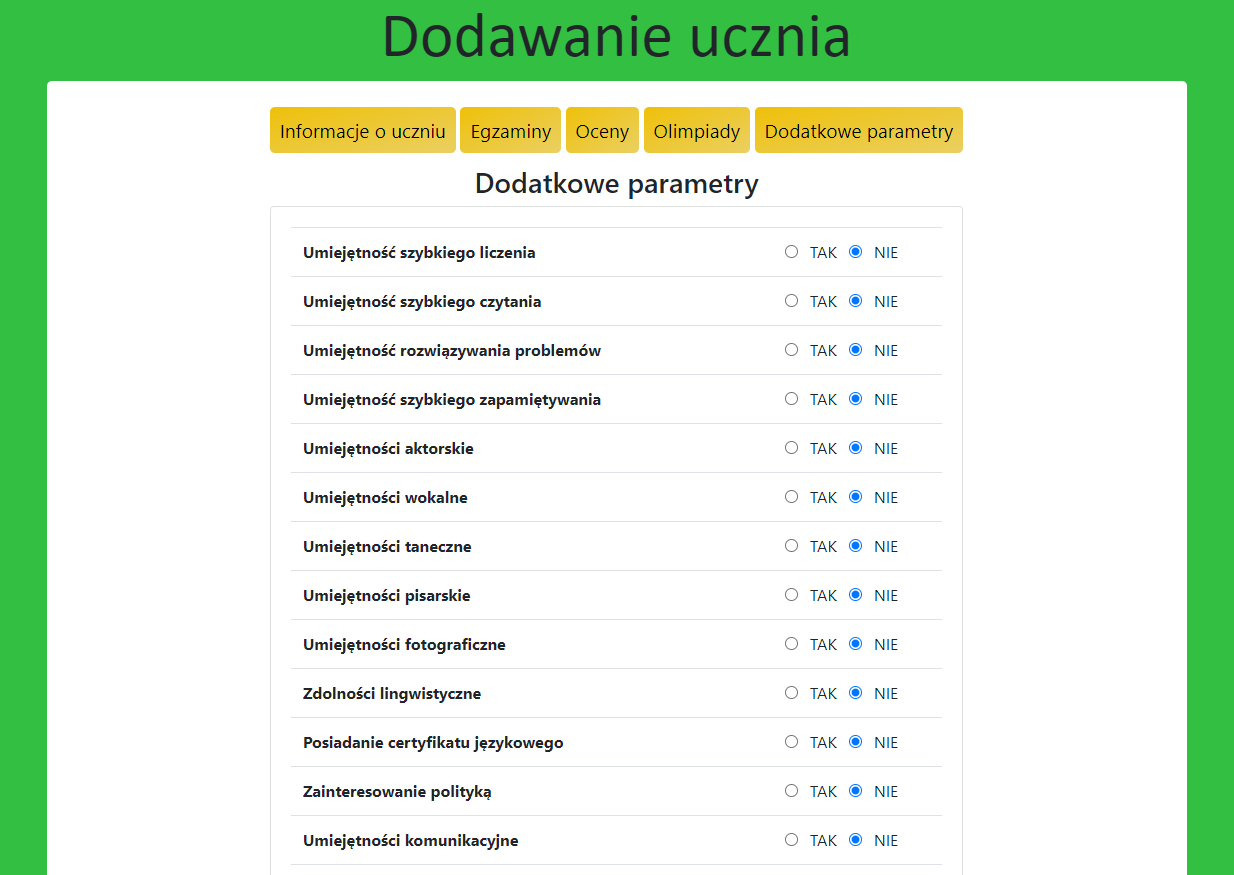 Dodawanie ucznia
Informacje o uczniu Egzaminy Oceny Olimpiady Dodatkowe parametry
Dodatkowe parametry
Umiejętność szybkiego liczenia TAK NIE
Umiejętność szybkiego czytania TAK NIE
Umiejętność rozwiązywania problemów TAK NIE
Umiejętność szybkiego zapamiętywania TAK NIE
Umiejętności aktorskie TAK NIE
Umiejętności wokalne TAK NIE
Umiejętności taneczne TAK NIE
Umiejętności pisarskie TAK NIE
Umiejętności fotograficzne TAK NIE
Zdolności lingwistyczne TAK NIE
Posiadanie certyfikatu językowego TAK NIE
Zainteresowanie polityką TAK NIE
Umiejętności komunikacyjne TAK NIE